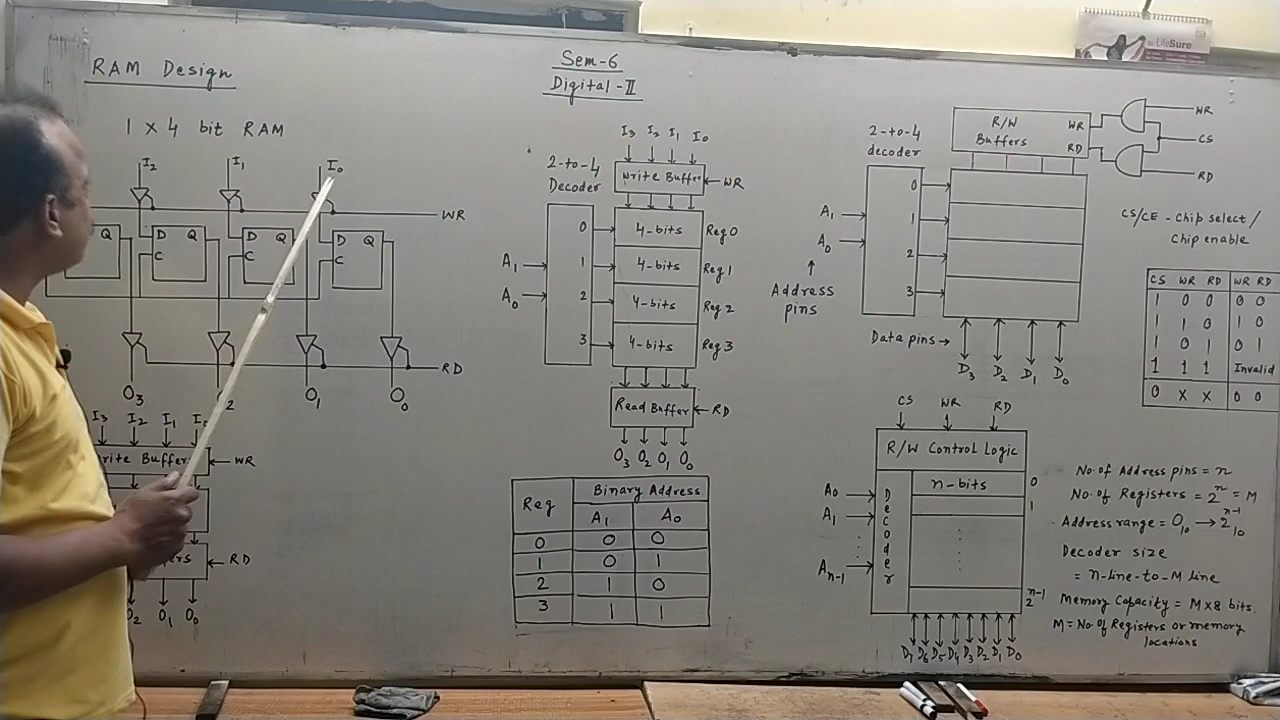 RAM Design
1 x 4 bit RAM
I2 I1 I0
WR
Q D Q D Q D Q
C C C
RD
O3 O1 O0
I3 I2 I1
Write Buffer WR
RD
O2 O1 O0
Sem-6
Digital-II
I3 I2 I1 I0
2-to-4
Decoder
Write Buffer WR
0 4-bits Reg 0
A1 1 4-bits Reg 1
A0 2 4-bits Reg 2
3 4-bits Reg 3
Read Buffer RD
O3 O2 O1 O0
Reg Binary Address
A1 A0
0 0 0
1 0 1
2 1 0
3 1 1
2-to-4
decoder
R/W
Buffers
WR
RD
WR
CS
RD
A1
A0
0
1
2
3
Address
pins
Data pins
D3 D2 D1 D0
CS/CE - Chip select/
Chip enable
CS WR RD WR RD
1 0 0 0 0
1 1 0 1 0
1 0 1 0 1
1 1 1 Invalid
0 X X 0 0
CS WR RD
R/W Control Logic
n-bits 0
1
A0
A1
An-1
Decoder
2^n-1
D7 D6 D5 D4 D3 D2 D1 D0
No. of Address pins = n
No. of Registers = 2^n = M
Address range = 0₁₀ → 2^n-1₁₀
Decoder size
= n-line-to-M line
Memory Capacity = M x 8 bits.
M = No. of Registers or memory
locations
LifeSure